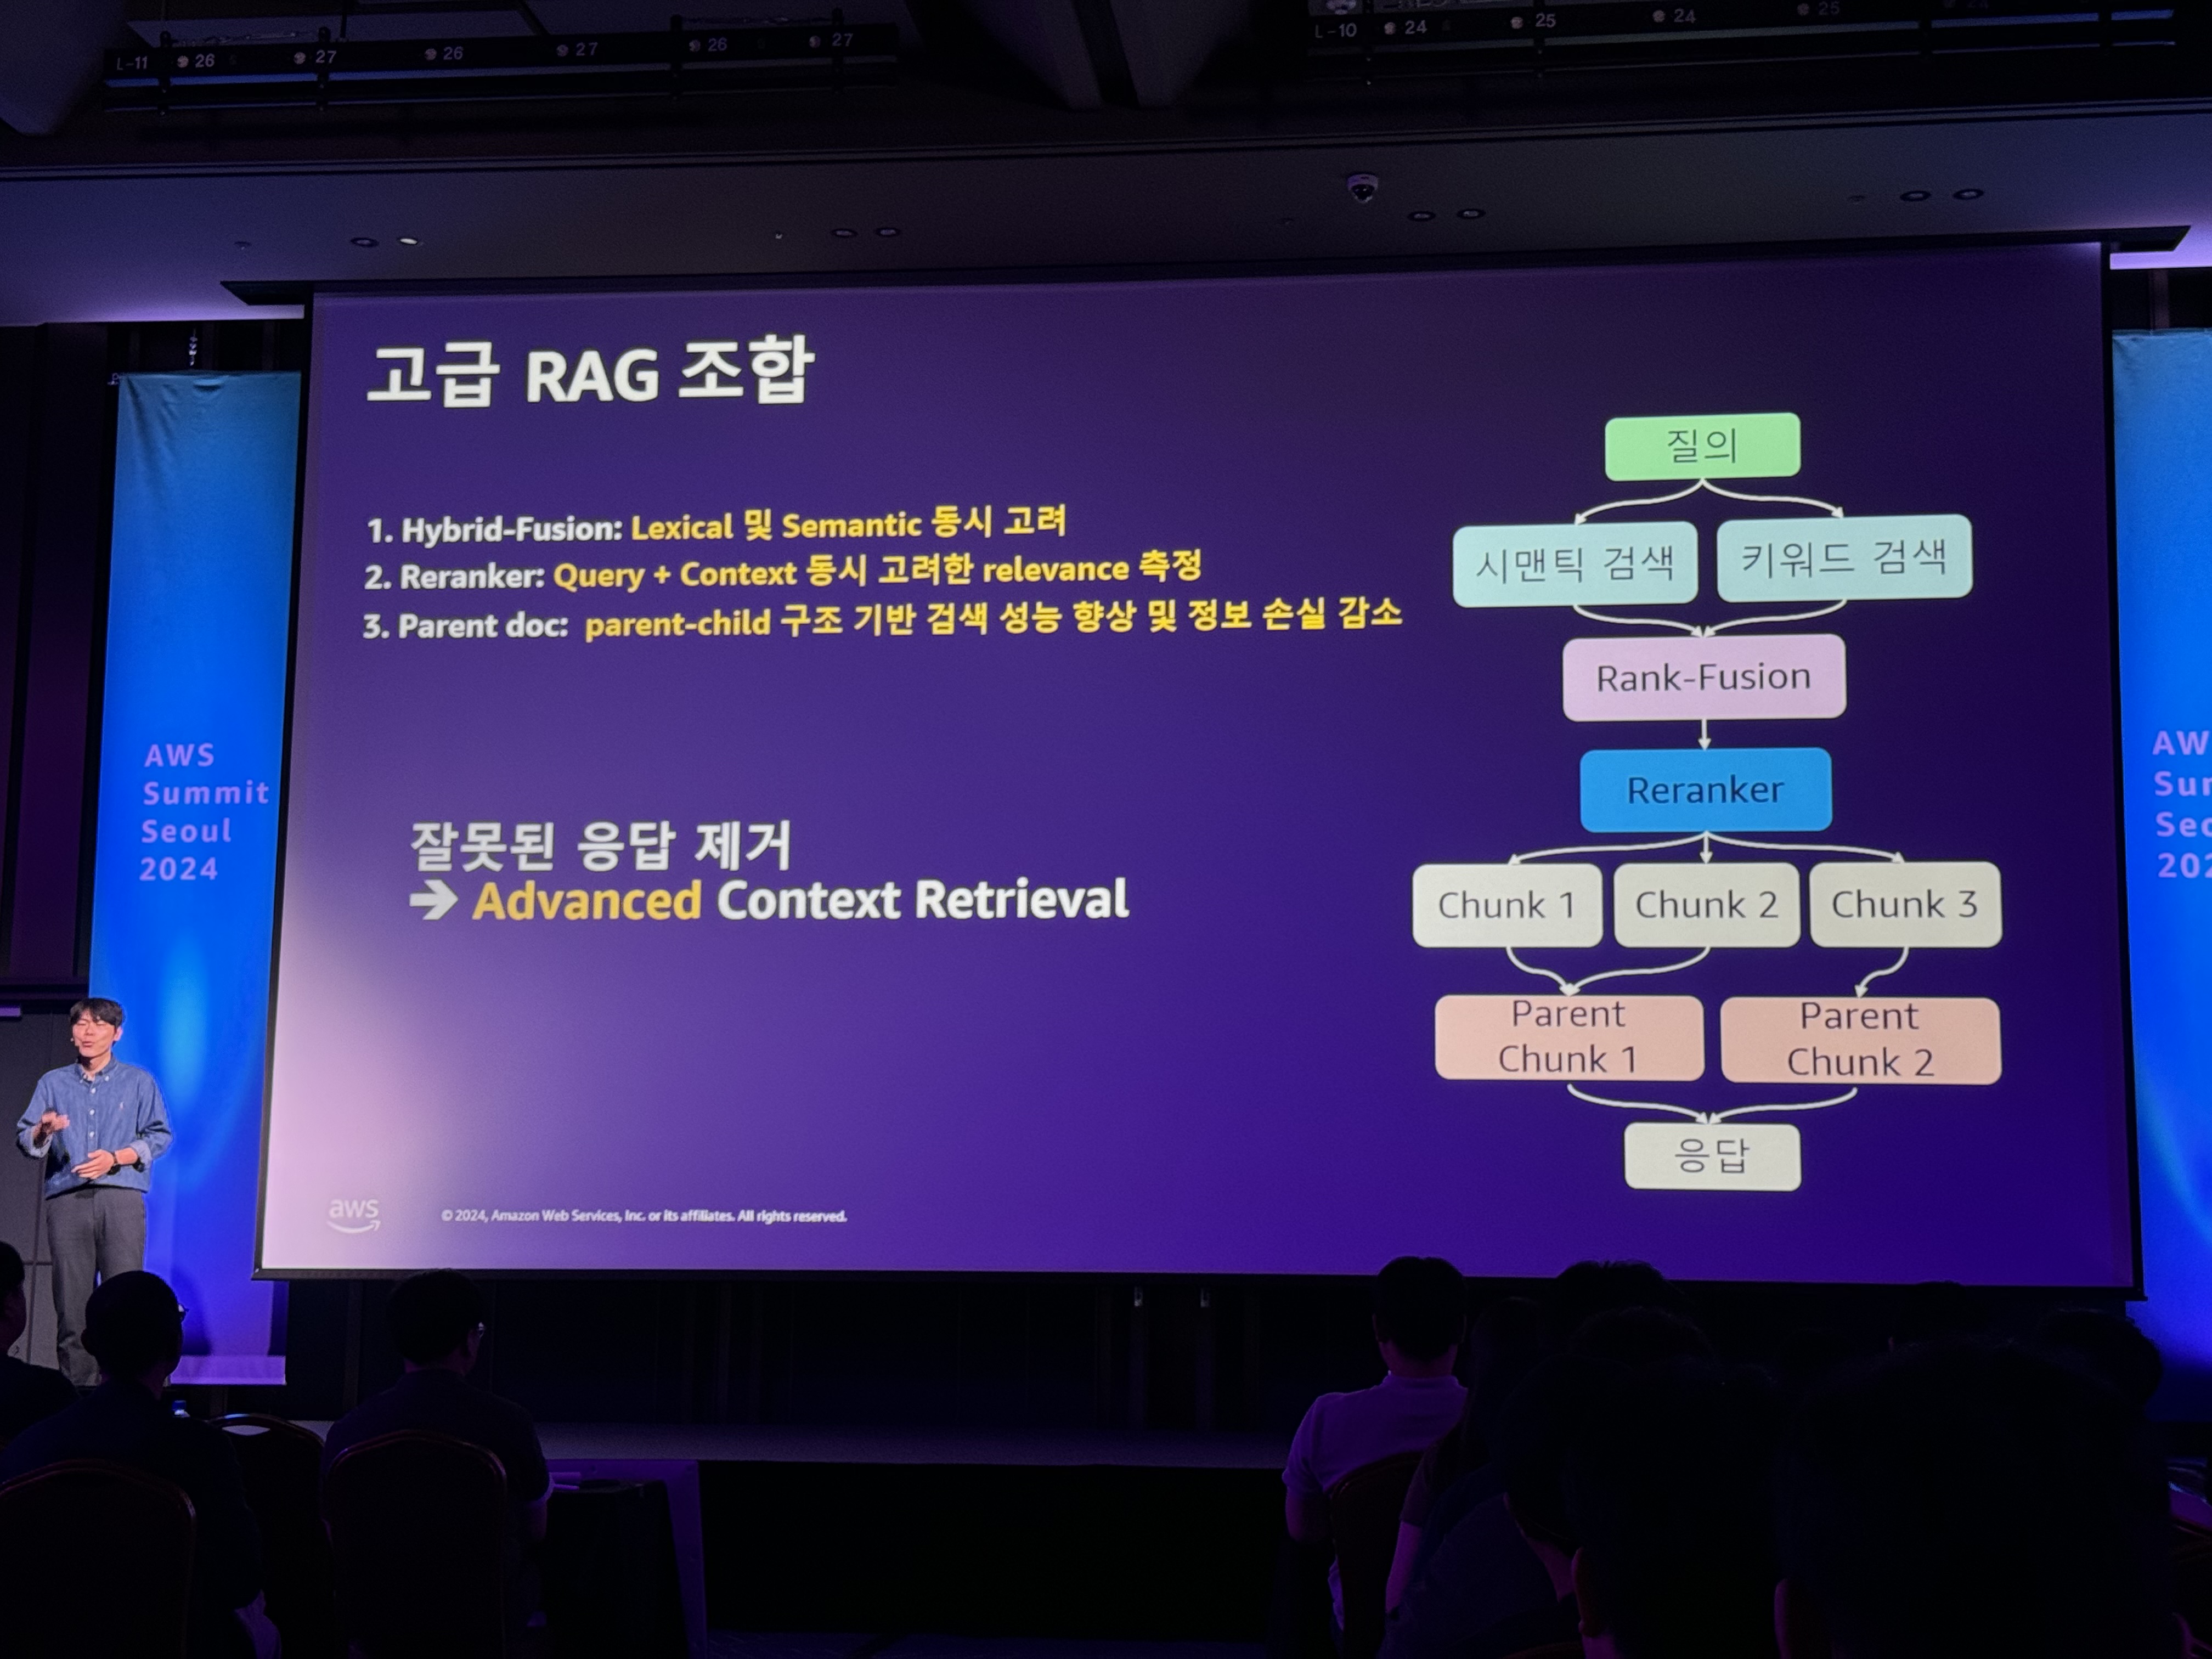 L-11 26 27 26 27 26 27
L-10 24 25 24 25
고급 RAG 조합
1. Hybrid-Fusion: Lexical 및 Semantic 동시 고려
2. Reranker: Query + Context 동시 고려한 relevance 측정
3. Parent doc: parent-child 구조 기반 검색 성능 향상 및 정보 손실 감소
잘못된 응답 제거
➔ Advanced Context Retrieval
질의
시맨틱 검색
키워드 검색
Rank-Fusion
Reranker
Chunk 1
Chunk 2
Chunk 3
Parent
Chunk 1
Parent
Chunk 2
응답
aws
© 2024, Amazon Web Services, Inc. or its affiliates. All rights reserved.
AWS
Summit
Seoul
2024
AW
Sum
Seo
202